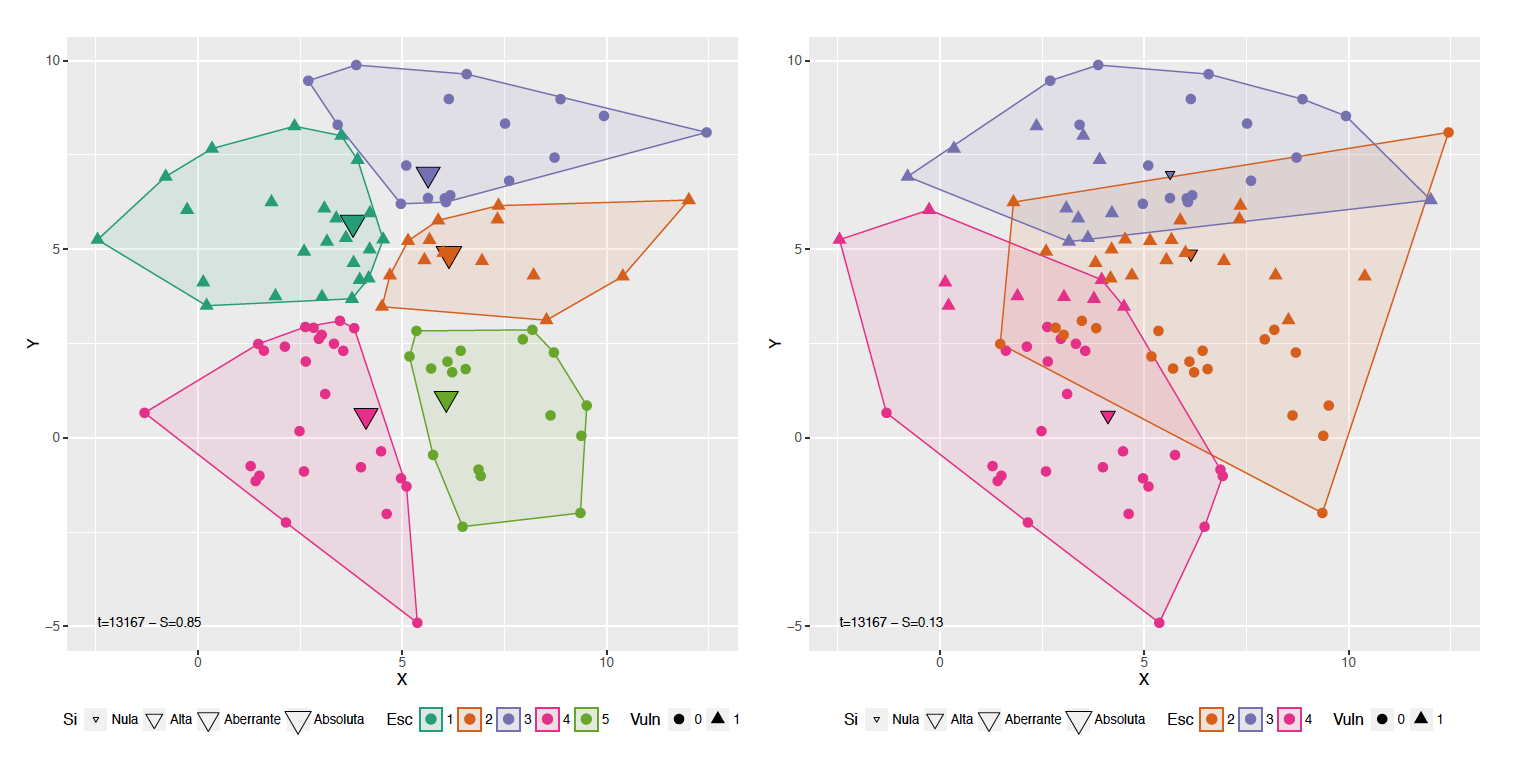 10
5
0
−5
Y
t=13167 − S=0.85
0
5
10
X
Si Nula Alta Aberrante Absoluta Esc 1 2 3 4 5 Vuln 0 1
10
5
0
−5
Y
t=13167 − S=0.13
0
5
10
X
Si Nula Alta Aberrante Absoluta Esc 2 3 4 Vuln 0 1